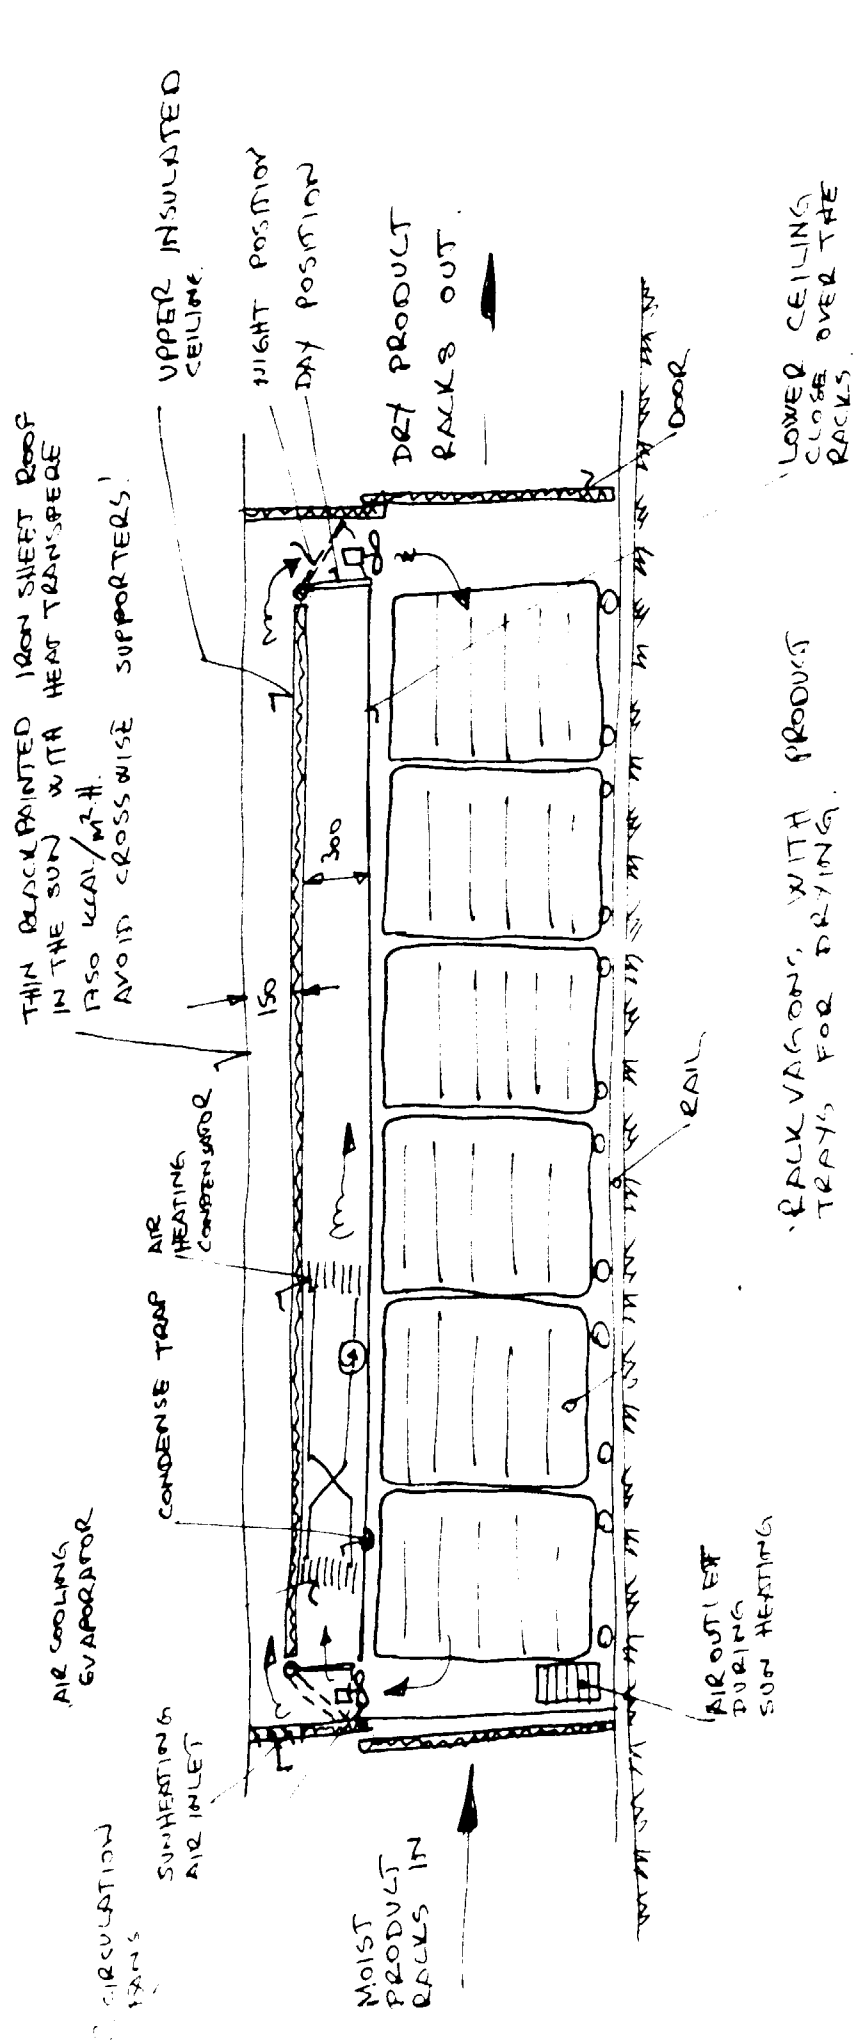 THIN BLACK PAINTED IRON SHEET ROOF
IN THE SUN WITH HEAT TRANSFERE
1750 KCAL/m²H.
AVOID CROSSWISE SUPPORTERS!
UPPER INSULATED
CEILING.
NIGHT POSITION
DAY POSITION
DRY PRODUCT
RACKS OUT.
150
300
AIR
HEATING
CONDENSATOR
CONDENSE TRAP
AIR COOLING
EVAPORATOR
SUNHEATING
AIR INLET
CIRCULATION
FANS
MOIST
PRODUCT
RACKS IN
AIR OUTLET
DURING
SUN HEATING
RAIL
RACK VAGONS, WITH PRODUCT
TRAYS FOR DRYING.
DOOR
LOWER CEILING
CLOSE OVER THE
RACKS.